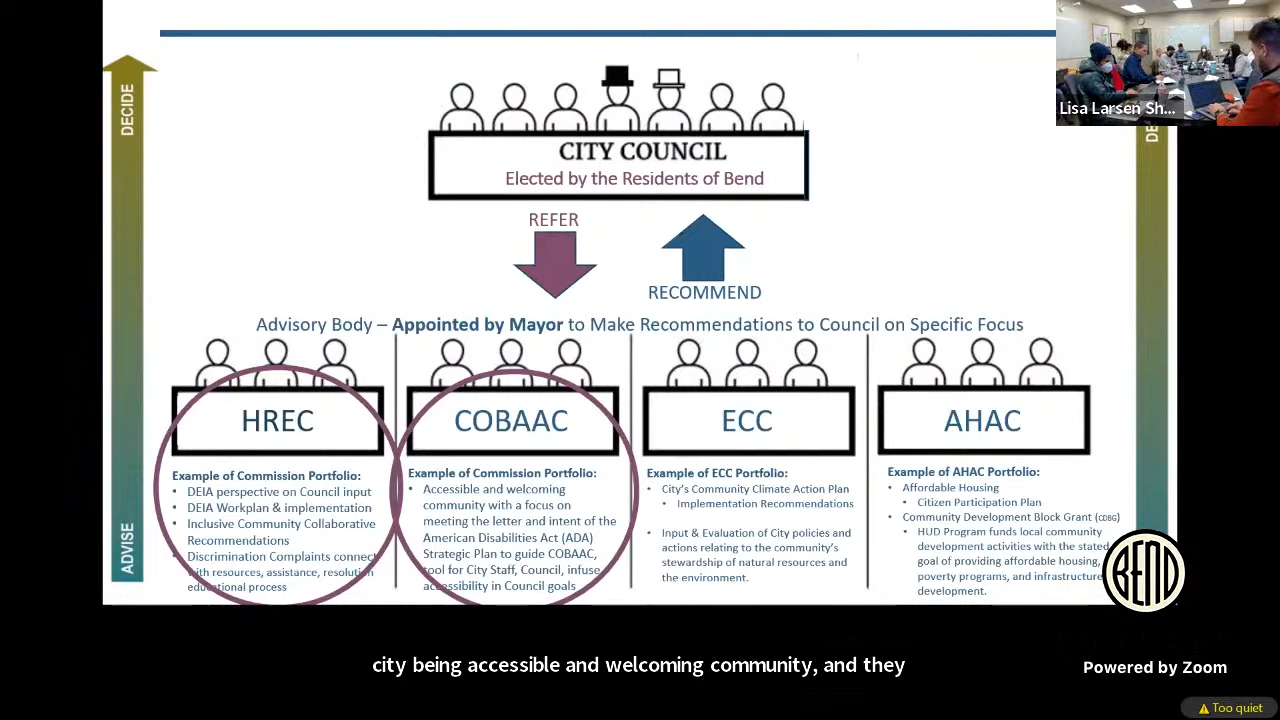 DECIDE
Lisa Larsen Sh...
DE
CITY COUNCIL
Elected by the Residents of Bend
REFER
RECOMMEND
Advisory Body – Appointed by Mayor to Make Recommendations to Council on Specific Focus
HREC
COBAAC
ECC
AHAC
Example of Commission Portfolio:
• DEIA perspective on Council input
• DEIA Workplan & implementation
• Inclusive Community Collaborative
Recommendations
• Discrimination Complaints connect
with resources, assistance, resolution
educational process
Example of Commission Portfolio:
• Accessible and welcoming
community with a focus on
meeting the letter and intent of the
American Disabilities Act (ADA)
Strategic Plan to guide COBAAC,
tool for City Staff, Council, infuse
accessibility in Council goals
Example of ECC Portfolio:
• City's Community Climate Action Plan
• Implementation Recommendations
• Input & Evaluation of City policies and
actions relating to the community's
stewardship of natural resources and
the environment.
Example of AHAC Portfolio:
• Affordable Housing
• Citizen Participation Plan
• Community Development Block Grant (CDBG)
• HUD Program funds local community
development activities with the stated
goal of providing affordable housing,
poverty programs, and infrastructure
development.
ADVISE
BEND
city being accessible and welcoming community, and they
Powered by Zoom
Too quiet